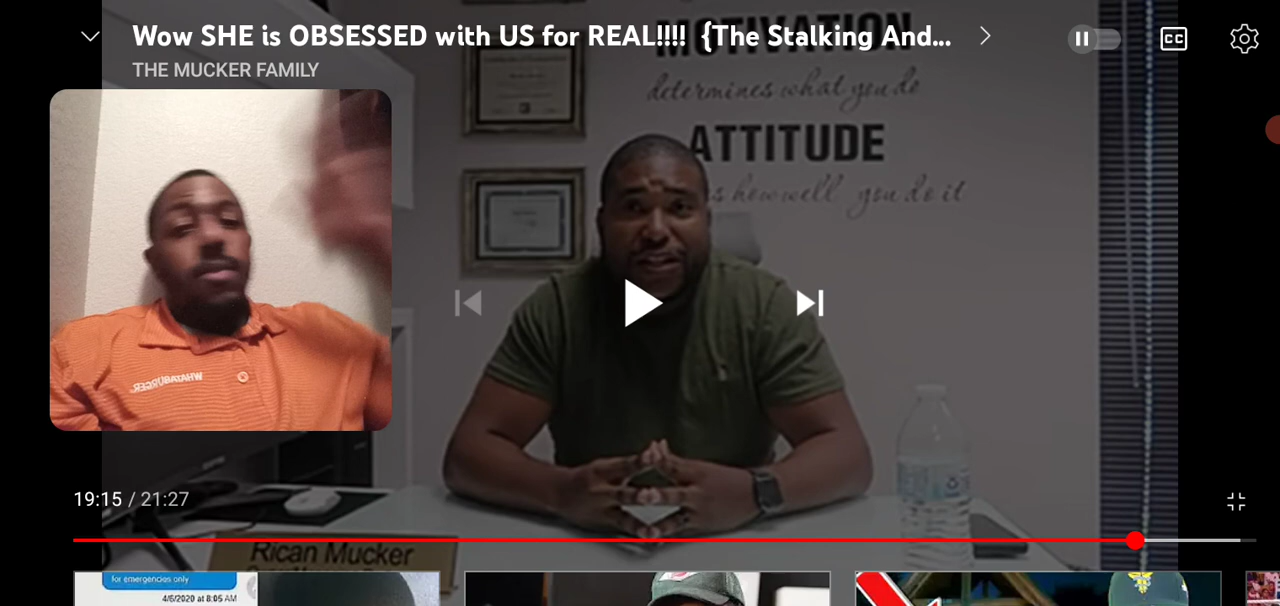 Wow SHE is OBSESSED with US for REAL!!!! {The Stalking And...
THE MUCKER FAMILY
CC
MOTIVATION
determines what you do
ATTITUDE
how well you do it
WHATABURGER
19:15 / 21:27
Rican Mucker
for emergencies only
4/6/2020 at 8:05 AM